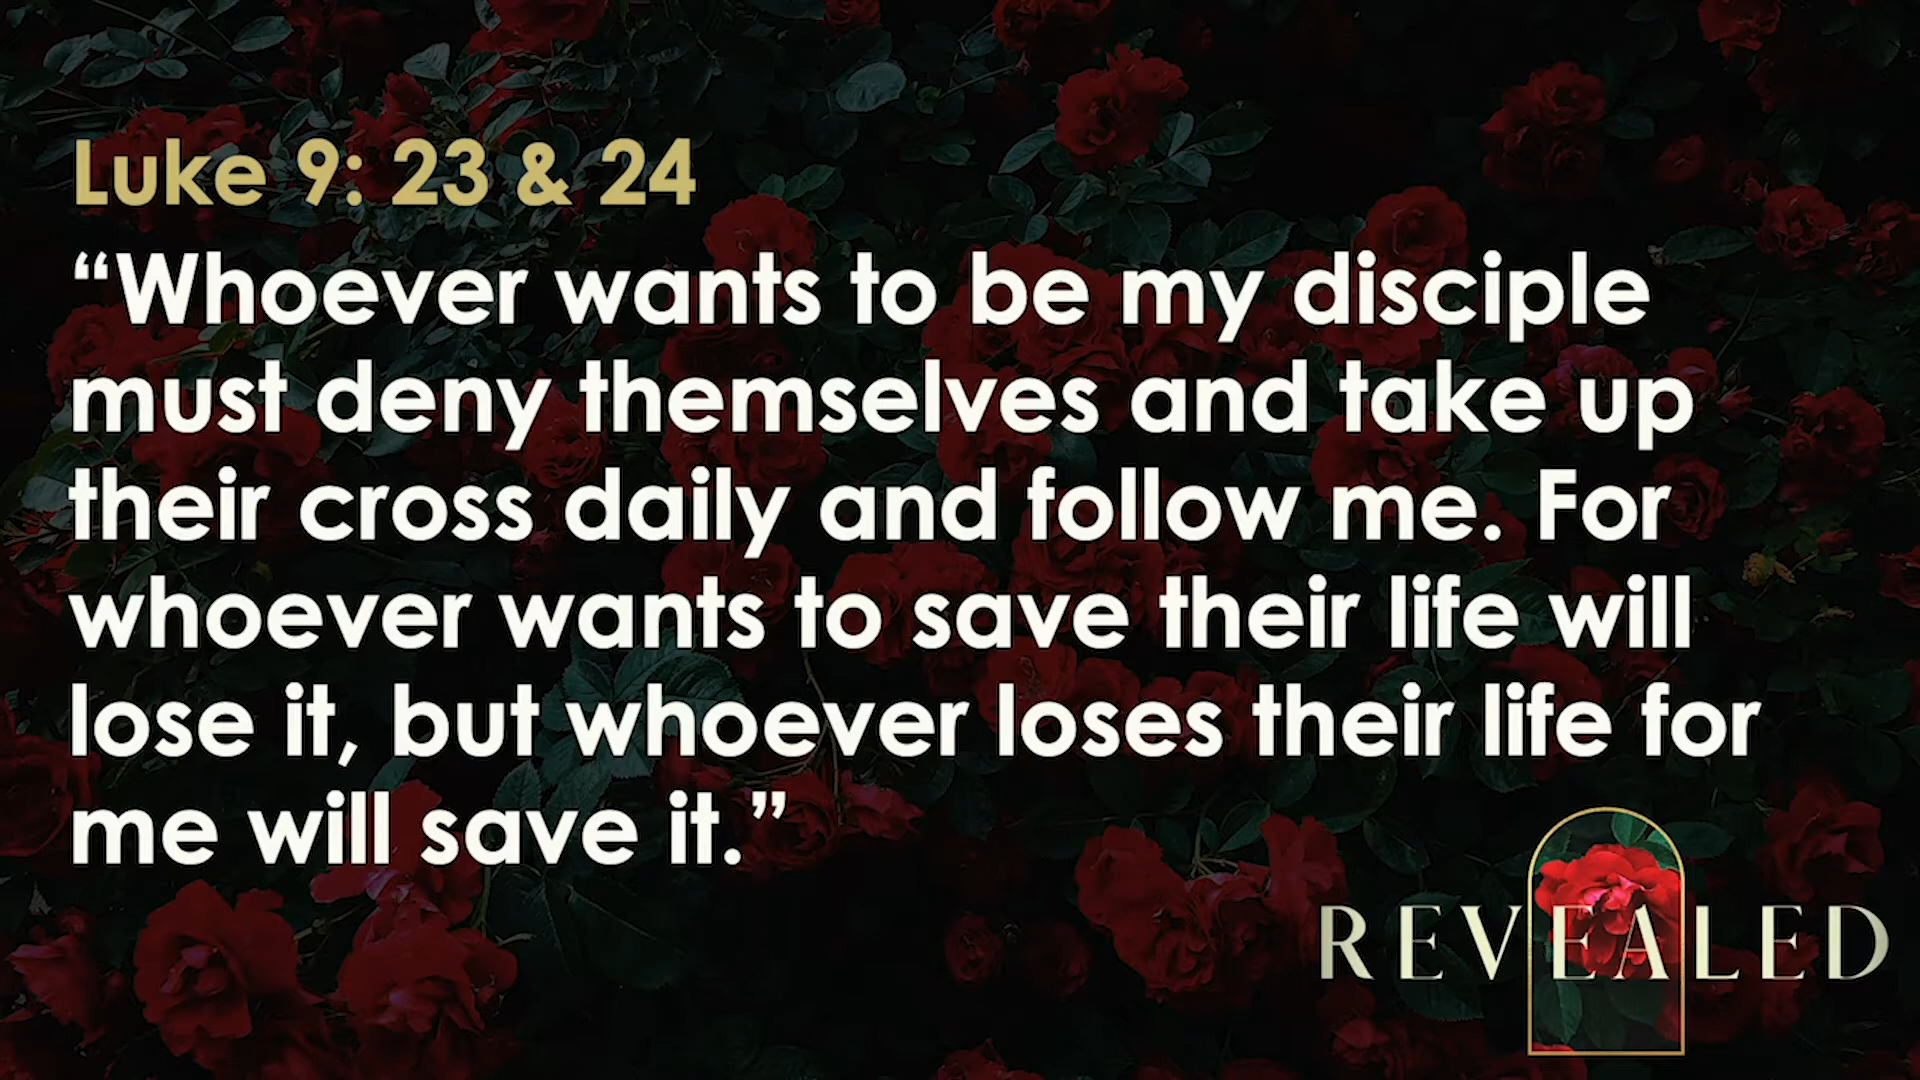 Luke 9: 23 & 24
“Whoever wants to be my disciple
must deny themselves and take up
their cross daily and follow me. For
whoever wants to save their life will
lose it, but whoever loses their life for
me will save it.”
REVEALED